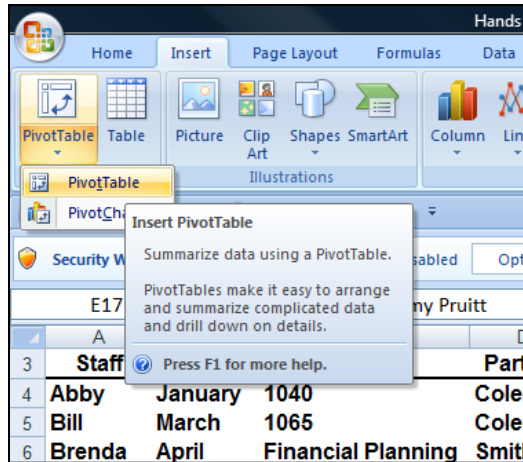 Hands
Home Insert Page Layout Formulas Data
PivotTable Table Picture Clip Art Shapes SmartArt Column Lin
Illustrations
PivotTable
PivotCha
Insert PivotTable
Summarize data using a PivotTable.
PivotTables make it easy to arrange
and summarize complicated data
and drill down on details.
Press F1 for more help.
Security W sabled Opt
E17 my Pruitt
A D
3 Staff Part
4 Abby January 1040 Cole
5 Bill March 1065 Cole
6 Brenda April Financial Planning Smith